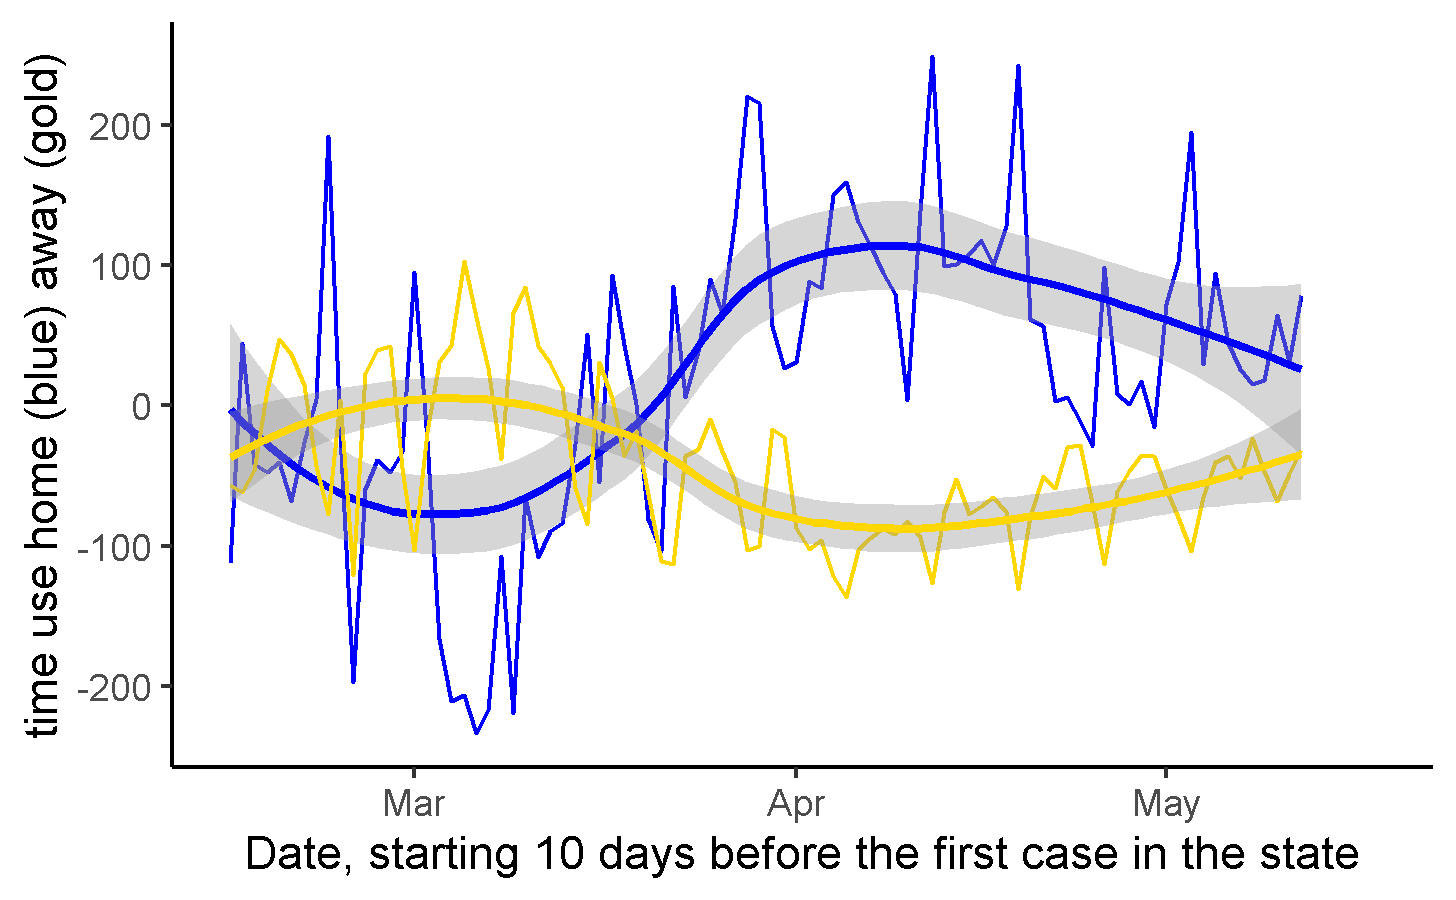 time use home (blue) away (gold)
200
100
0
-100
-200
Mar Apr May
Date, starting 10 days before the first case in the state